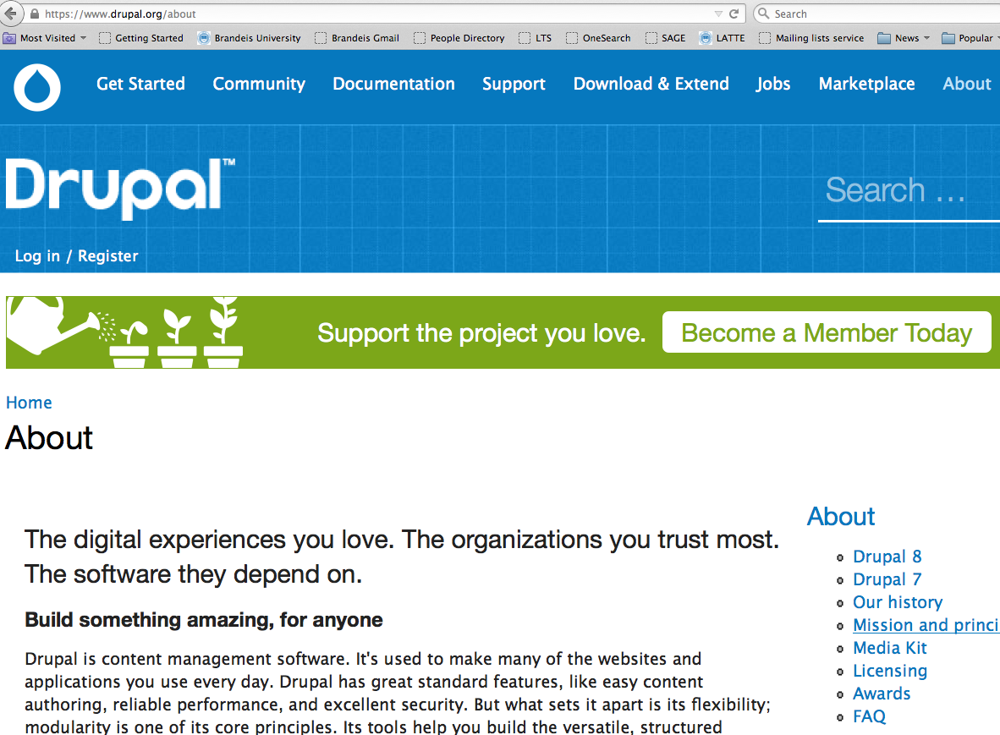 https://www.drupal.org/about
Search
Most Visited
Getting Started
Brandeis University
Brandeis Gmail
People Directory
LTS
OneSearch
SAGE
LATTE
Mailing lists service
News
Popular
Get Started
Community
Documentation
Support
Download & Extend
Jobs
Marketplace
About
Drupal™
Search ...
Log in / Register
Support the project you love.
Become a Member Today
Home
About
The digital experiences you love. The organizations you trust most.
The software they depend on.
Build something amazing, for anyone
Drupal is content management software. It's used to make many of the websites and
applications you use every day. Drupal has great standard features, like easy content
authoring, reliable performance, and excellent security. But what sets it apart is its flexibility;
modularity is one of its core principles. Its tools help you build the versatile, structured
About
Drupal 8
Drupal 7
Our history
Mission and princi
Media Kit
Licensing
Awards
FAQ